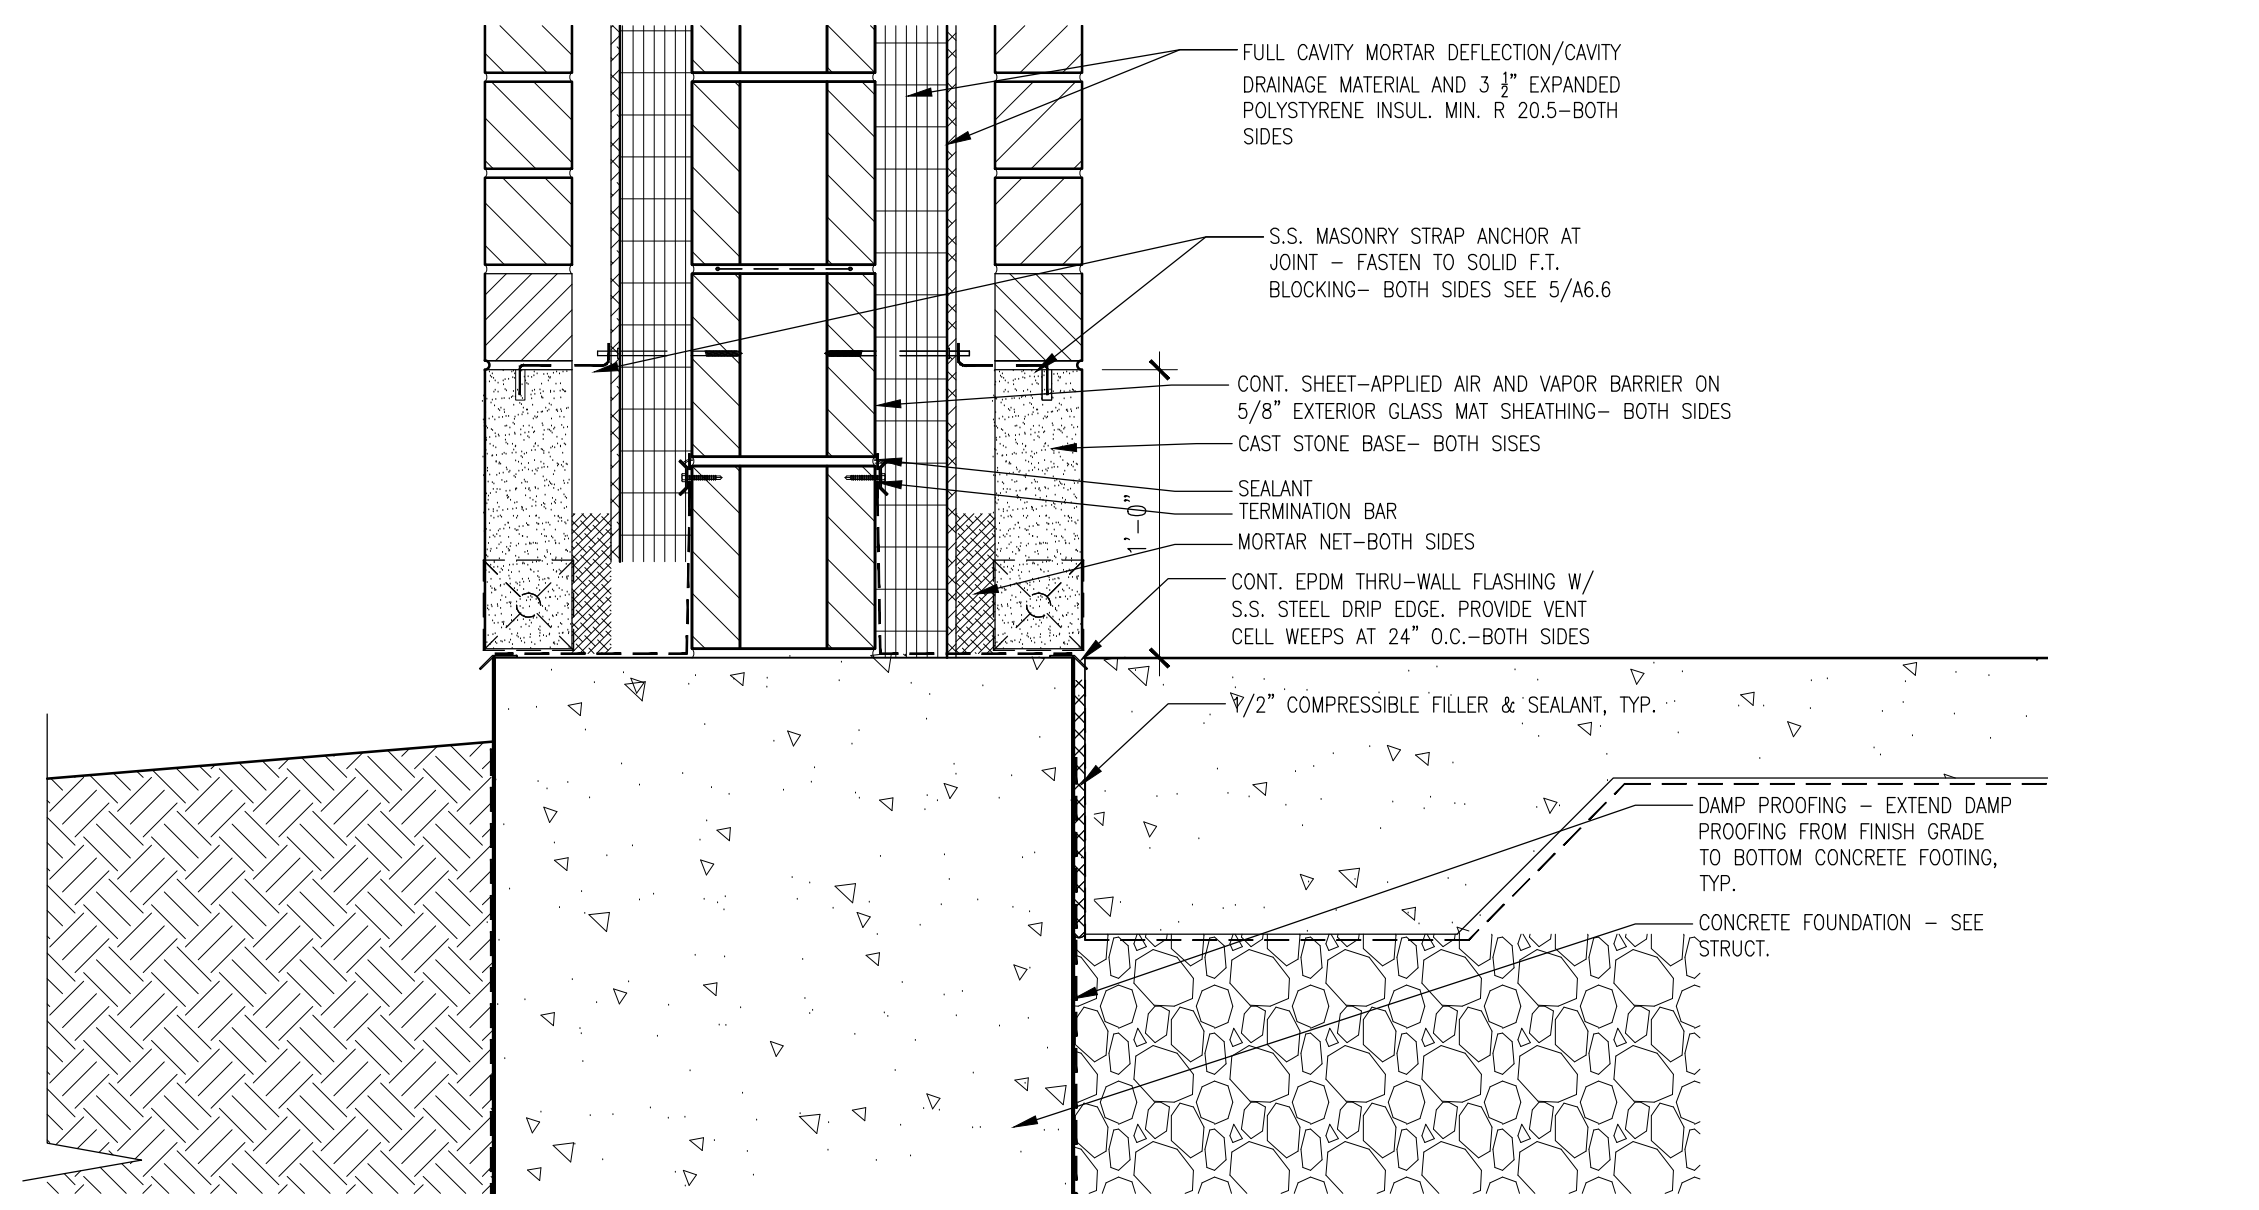 FULL CAVITY MORTAR DEFLECTION/CAVITY
DRAINAGE MATERIAL AND 3 1/2" EXPANDED
POLYSTYRENE INSUL. MIN. R 20.5-BOTH
SIDES
S.S. MASONRY STRAP ANCHOR AT
JOINT - FASTEN TO SOLID F.T.
BLOCKING- BOTH SIDES SEE 5/A6.6
CONT. SHEET-APPLIED AIR AND VAPOR BARRIER ON
5/8" EXTERIOR GLASS MAT SHEATHING- BOTH SIDES
CAST STONE BASE- BOTH SISES
SEALANT
TERMINATION BAR
1'-0"
MORTAR NET-BOTH SIDES
CONT. EPDM THRU-WALL FLASHING W/
S.S. STEEL DRIP EDGE. PROVIDE VENT
CELL WEEPS AT 24" O.C.-BOTH SIDES
1/2" COMPRESSIBLE FILLER & SEALANT, TYP.
DAMP PROOFING - EXTEND DAMP
PROOFING FROM FINISH GRADE
TO BOTTOM CONCRETE FOOTING,
TYP.
CONCRETE FOUNDATION - SEE
STRUCT.